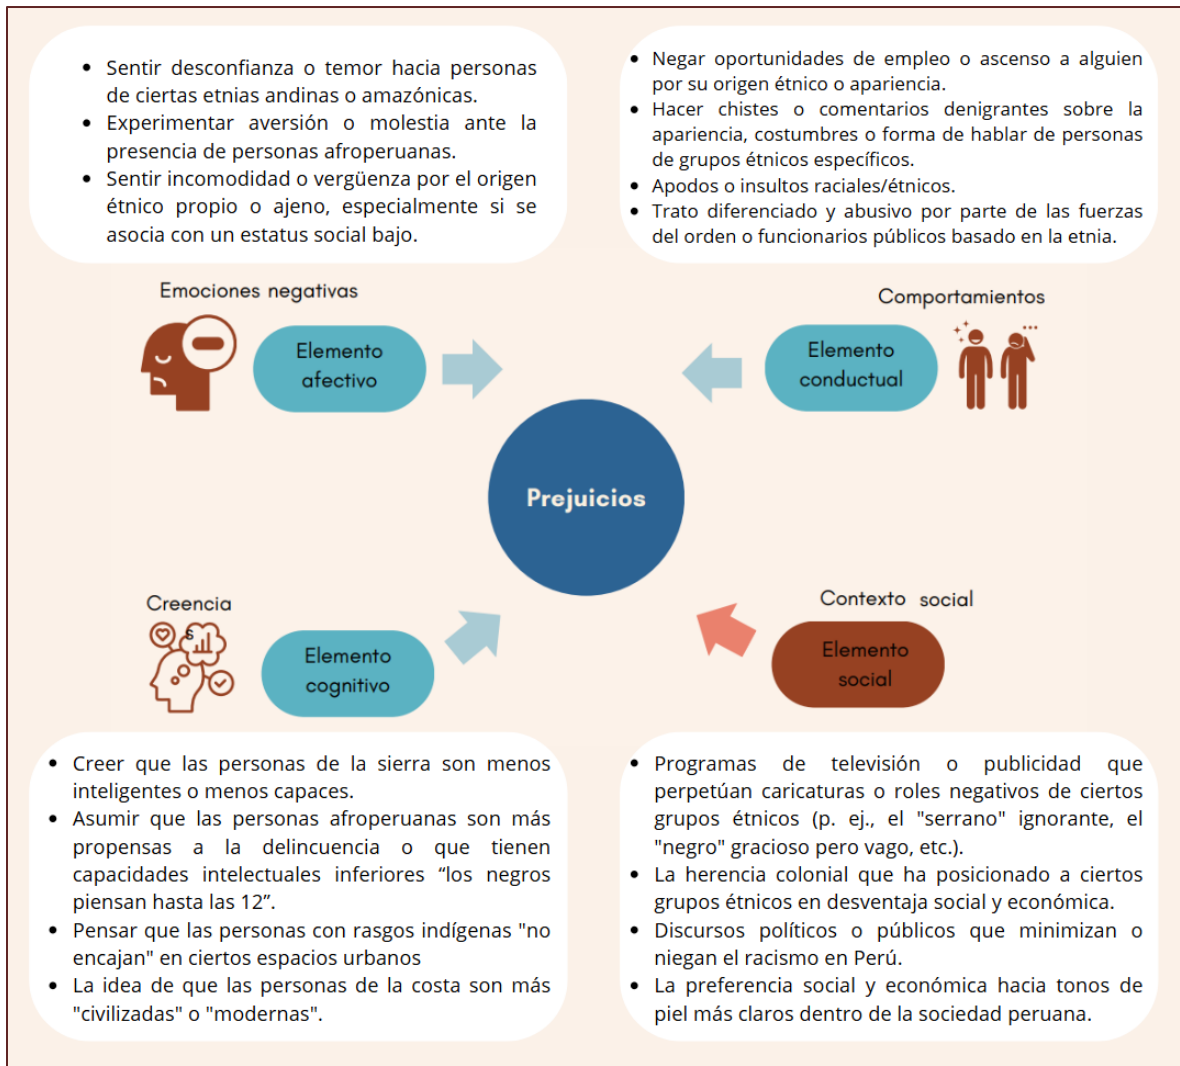 • Sentir desconfianza o temor hacia personas
de ciertas etnias andinas o amazónicas.
• Experimentar aversión o molestia ante la
presencia de personas afroperuanas.
• Sentir incomodidad o vergüenza por el origen
étnico propio o ajeno, especialmente si se
asocia con un estatus social bajo.
• Negar oportunidades de empleo o ascenso a alguien
por su origen étnico o apariencia.
• Hacer chistes o comentarios denigrantes sobre la
apariencia, costumbres o forma de hablar de personas
de grupos étnicos específicos.
• Apodos o insultos raciales/étnicos.
• Trato diferenciado y abusivo por parte de las fuerzas
del orden o funcionarios públicos basado en la etnia.
Emociones negativas
Elemento
afectivo
Comportamientos
Elemento
conductual
Prejuicios
Creencia
S
Elemento
cognitivo
Contexto social
Elemento
social
• Creer que las personas de la sierra son menos
inteligentes o menos capaces.
• Asumir que las personas afroperuanas son más
propensas a la delincuencia o que tienen
capacidades intelectuales inferiores “los negros
piensan hasta las 12”.
• Pensar que las personas con rasgos indígenas "no
encajan" en ciertos espacios urbanos
• La idea de que las personas de la costa son más
"civilizadas" o "modernas".
• Programas de televisión o publicidad que
perpetúan caricaturas o roles negativos de ciertos
grupos étnicos (p. ej., el "serrano" ignorante, el
"negro" gracioso pero vago, etc.).
• La herencia colonial que ha posicionado a ciertos
grupos étnicos en desventaja social y económica.
• Discursos políticos o públicos que minimizan o
niegan el racismo en Perú.
• La preferencia social y económica hacia tonos de
piel más claros dentro de la sociedad peruana.